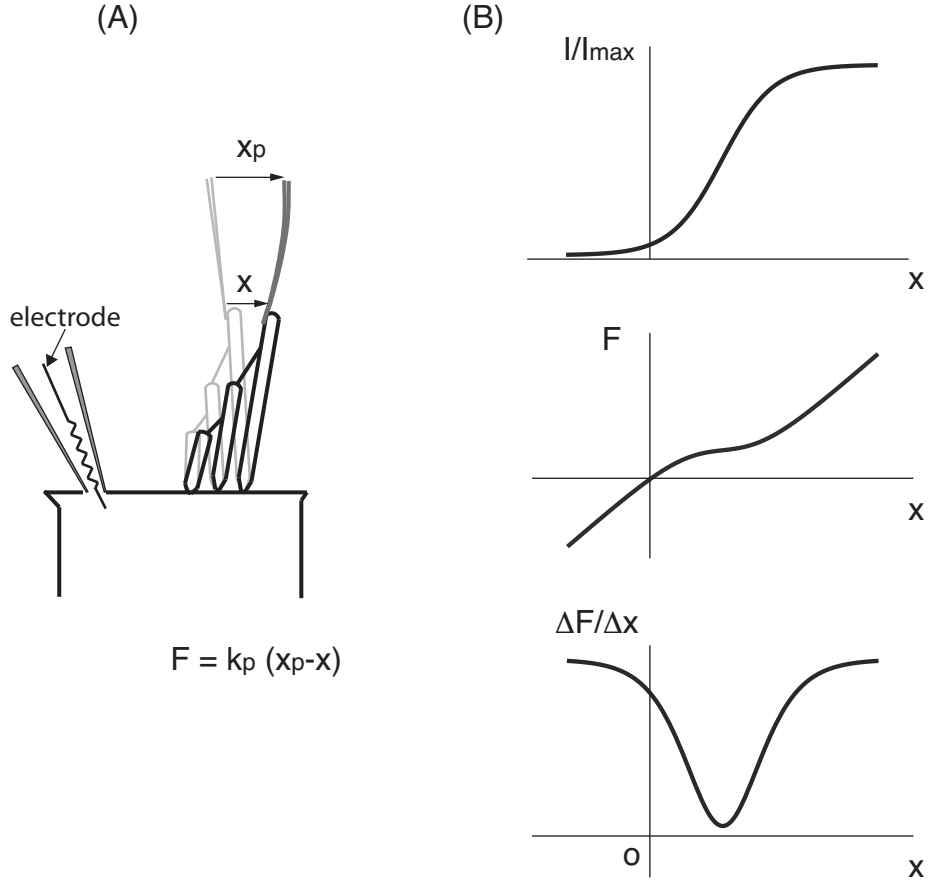 (A)
xp
x
electrode
F = kp (xp-x)
(B)
I/Imax
x
F
x
ΔF/Δx
o
x